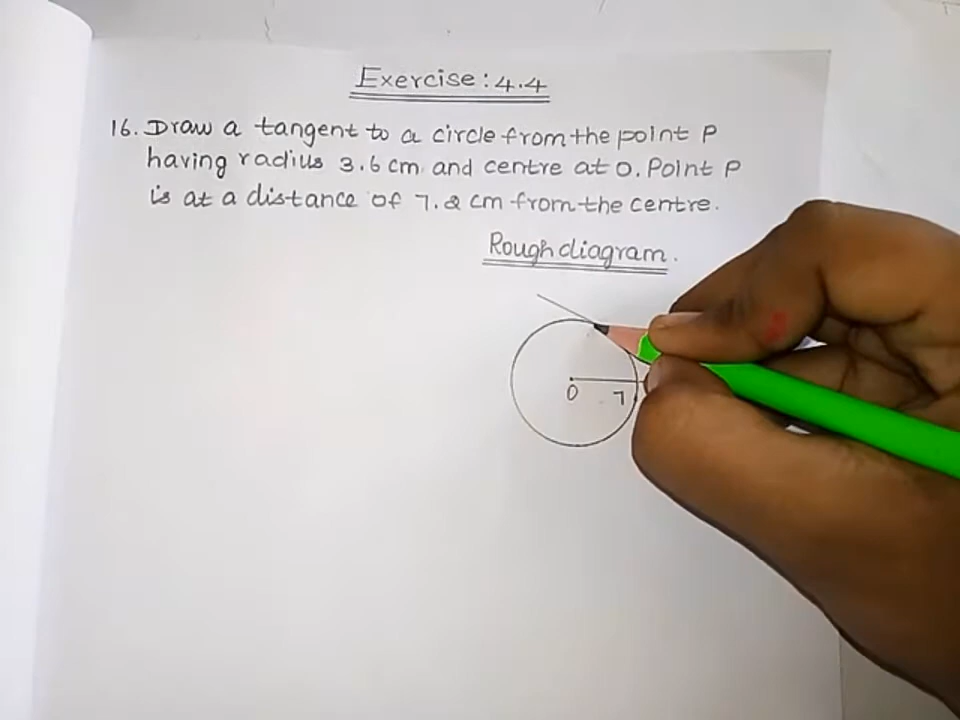 Exercise : 4.4
16. Draw a tangent to a circle from the point P
having radius 3.6 cm and centre at O. Point P
is at a distance of 7.2 cm from the centre.
Rough diagram.
O 7